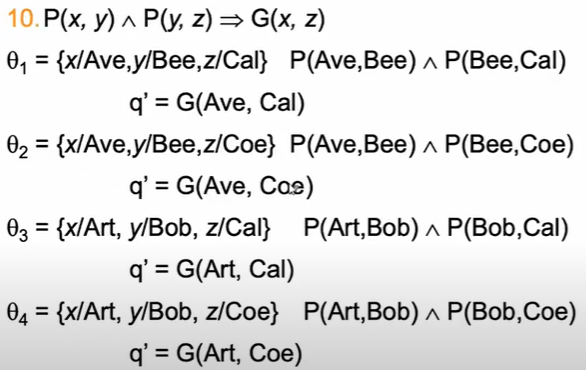 10. P(x, y) ∧ P(y, z) ⇒ G(x, z)
θ₁ = {x/Ave,y/Bee,z/Cal} P(Ave,Bee) ∧ P(Bee,Cal)
q’ = G(Ave, Cal)
θ₂ = {x/Ave,y/Bee,z/Coe} P(Ave,Bee) ∧ P(Bee,Coe)
q’ = G(Ave, Coe)
θ₃ = {x/Art, y/Bob, z/Cal} P(Art,Bob) ∧ P(Bob,Cal)
q’ = G(Art, Cal)
θ₄ = {x/Art, y/Bob, z/Coe} P(Art,Bob) ∧ P(Bob,Coe)
q’ = G(Art, Coe)